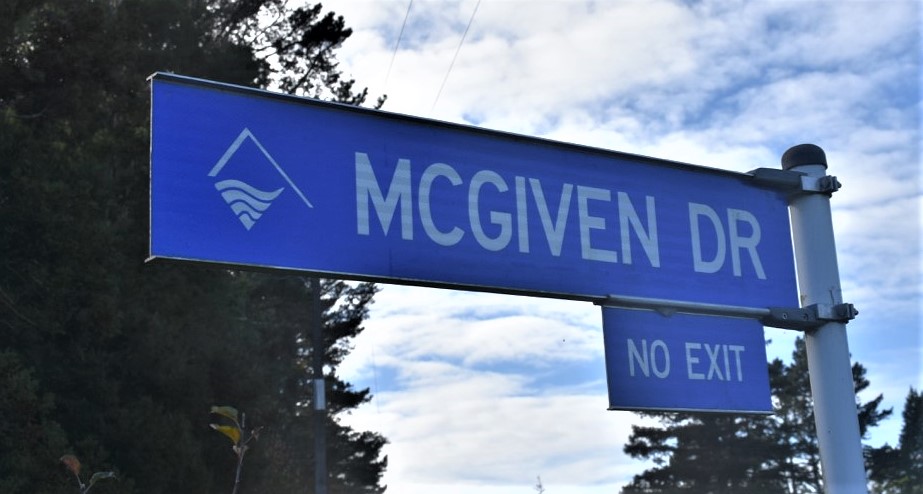 MCGIVEN DR
NO EXIT